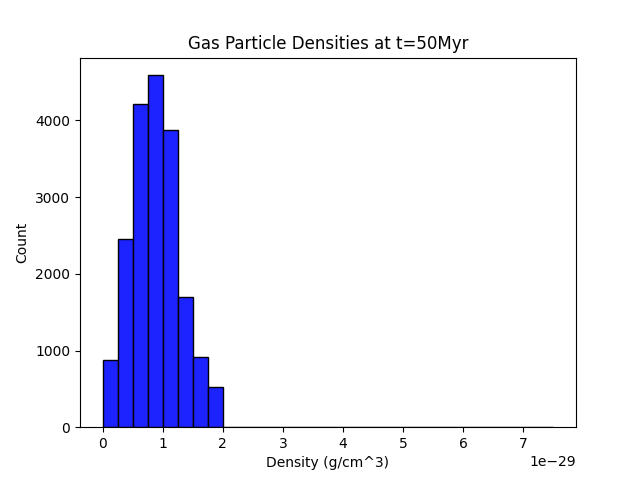 Gas Particle Densities at t=50Myr
Count
4000
3000
2000
1000
0
0 1 2 3 4 5 6 7
1e−29
Density (g/cm^3)